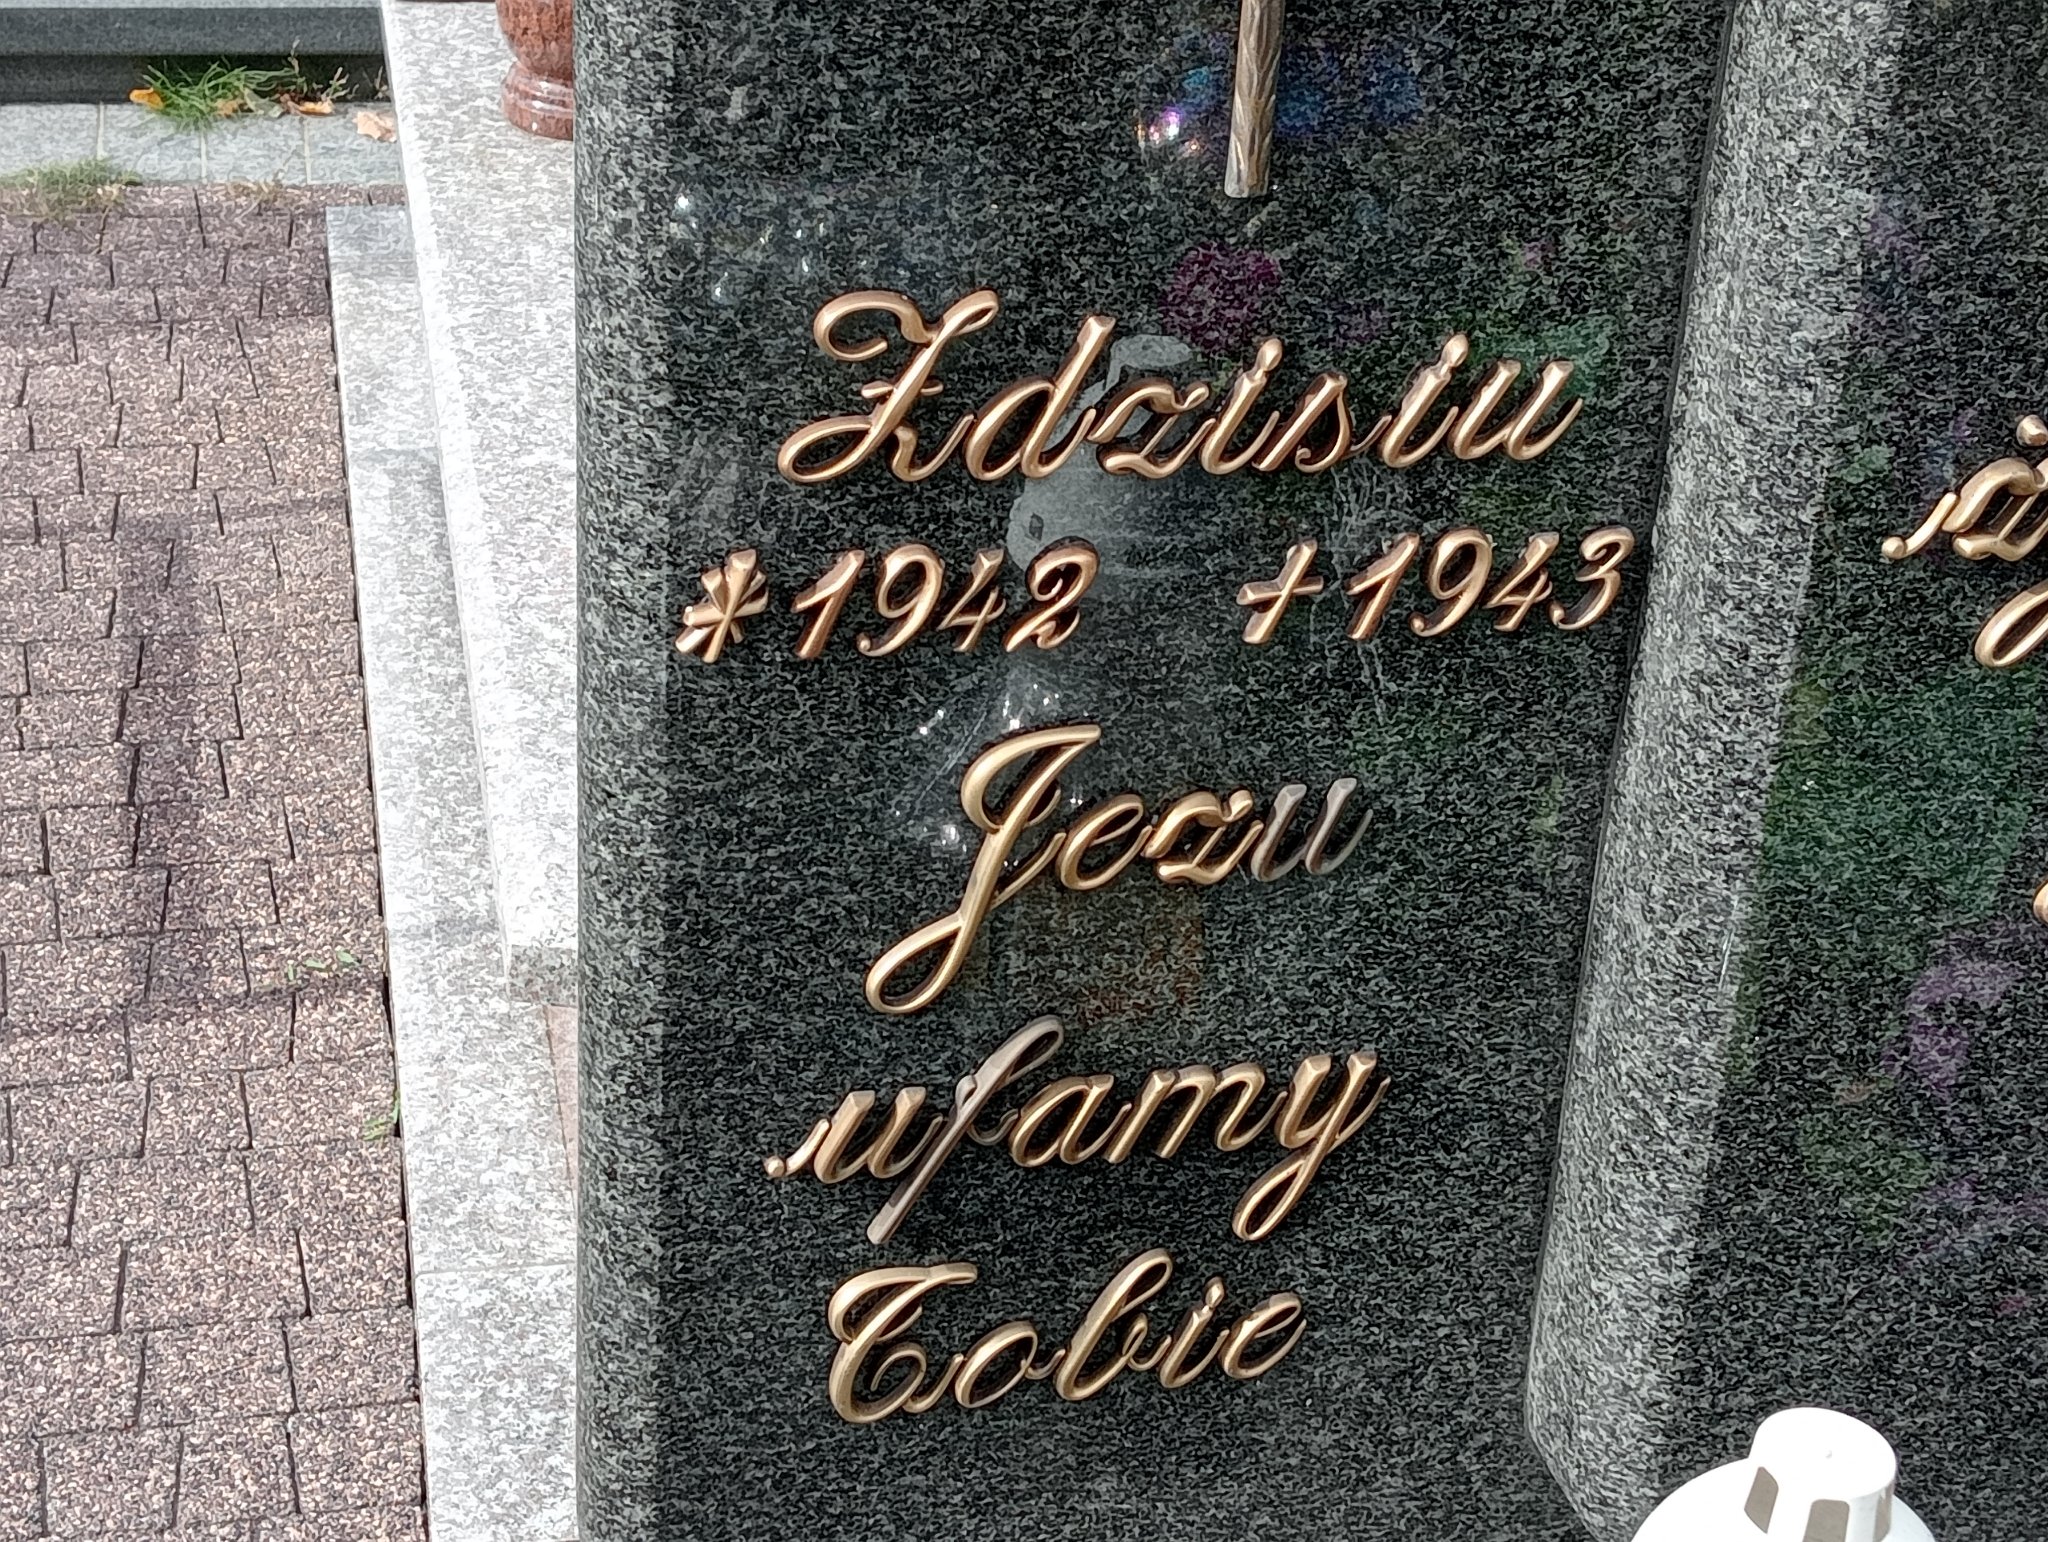 Zdzisiu
* 1942 + 1943
Jezu
ufamy
Tobie